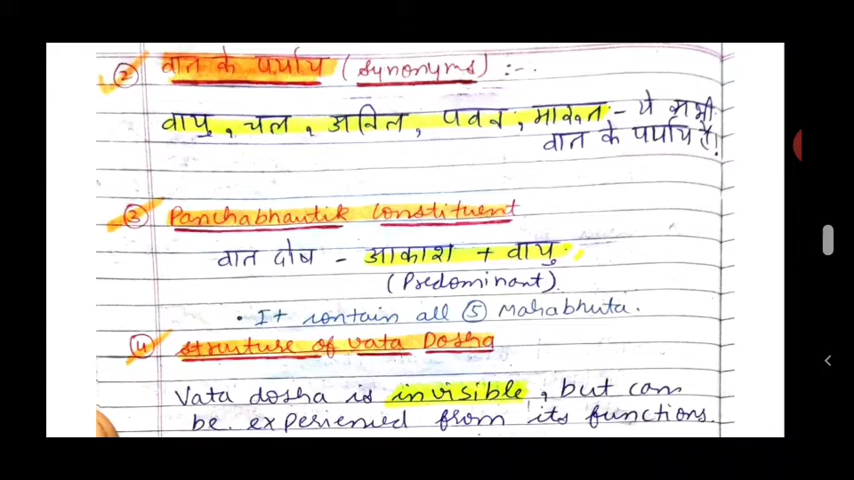 ② वात के पर्याय (Synonyms) :-
वायु, चल, अनिल, पवन, मारूत - ये सभी
वात के पर्याय हैं।
③ Panchabhautik Constituent
वात दोष - आकाश + वायु
(Predominant)
• It contain all ⑤ Mahabhuta.
④ structure of vata Dosha
Vata dosha is invisible, but can
be experienced from its functions.